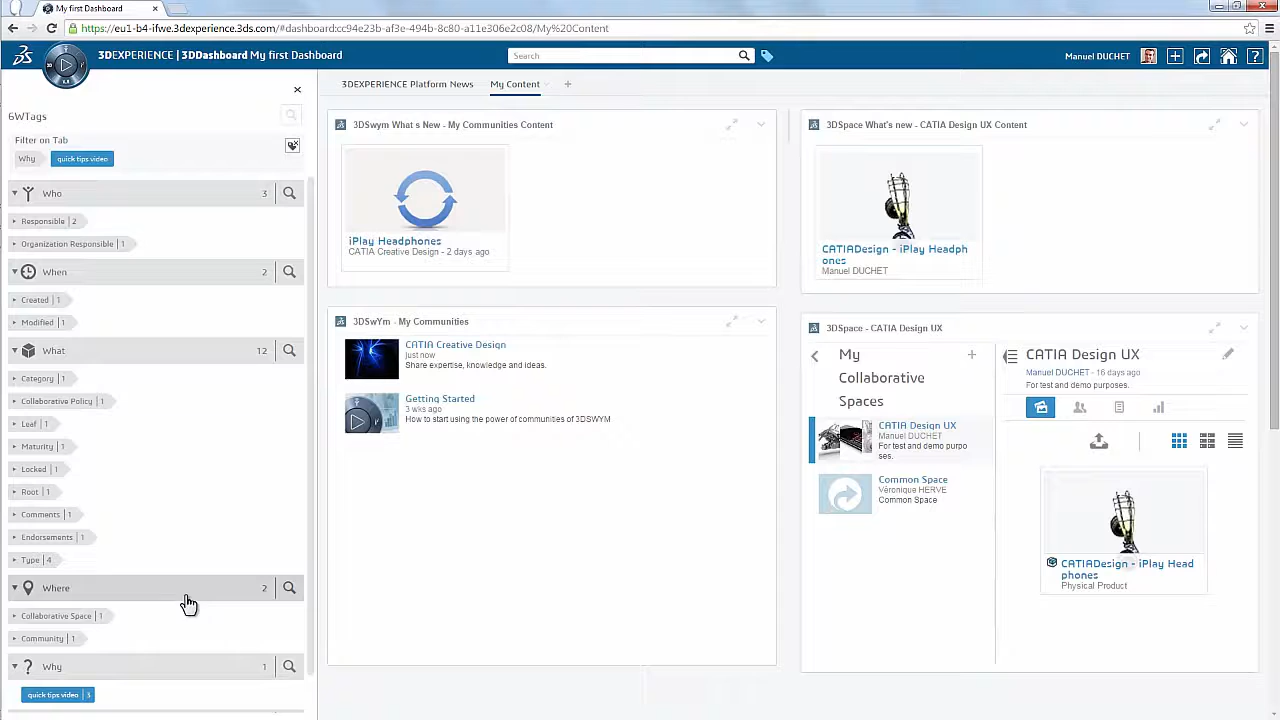 My first Dashboard
https://eu1-b4-ifwe.3dexperience.3ds.com/#dashboard:cc94e23b-af3e-494b-8c80-a11e306e2c08/My%20Content
3DEXPERIENCE | 3DDashboard My first Dashboard
Search
Manuel DUCHET
3DEXPERIENCE Platform News
My Content
6WTags
Filter on Tab
Why
quick tips video
Who 3
Responsible | 2
Organization Responsible | 1
When 2
Created | 1
Modified | 1
What 12
Category | 1
Collaborative Policy | 1
Leaf | 1
Maturity | 1
Locked | 1
Root | 1
Comments | 1
Endorsements | 1
Type | 4
Where 2
Collaborative Space | 1
Community | 1
Why 1
quick tips video | 3
3DSwym What s New - My Communities Content
iPlay Headphones
CATIA Creative Design - 2 days ago
3DSpace What's new - CATIA Design UX Content
CATIADesign - iPlay Headph
ones
Manuel DUCHET
3DSwYm - My Communities
CATIA Creative Design
just now
Share expertise, knowledge and ideas.
Getting Started
3 wks ago
How to start using the power of communities of 3DSWYM
3DSpace - CATIA Design UX
My
Collaborative
Spaces
CATIA Design UX
Manuel DUCHET
For test and demo purpo
ses.
Common Space
Véronique HERVE
Common Space
CATIA Design UX
Manuel DUCHET - 16 days ago
For test and demo purposes.
CATIADesign - iPlay Head
phones
Physical Product